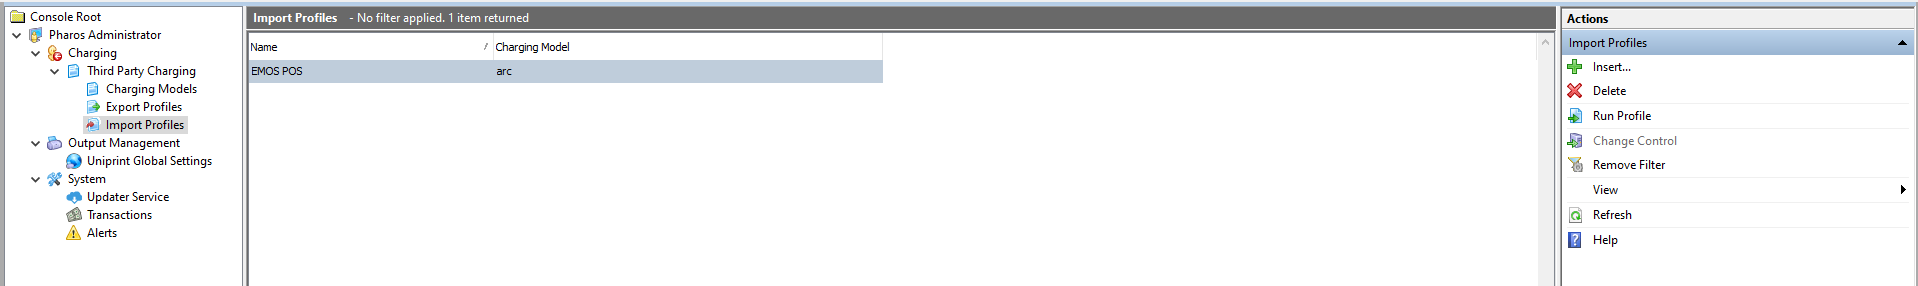 Console Root
Pharos Administrator
Charging
Third Party Charging
Charging Models
Export Profiles
Import Profiles
Output Management
Uniprint Global Settings
System
Updater Service
Transactions
Alerts
Import Profiles - No filter applied. 1 item returned
Name / Charging Model
EMOS POS arc
Actions
Import Profiles
Insert...
Delete
Run Profile
Change Control
Remove Filter
View
Refresh
Help